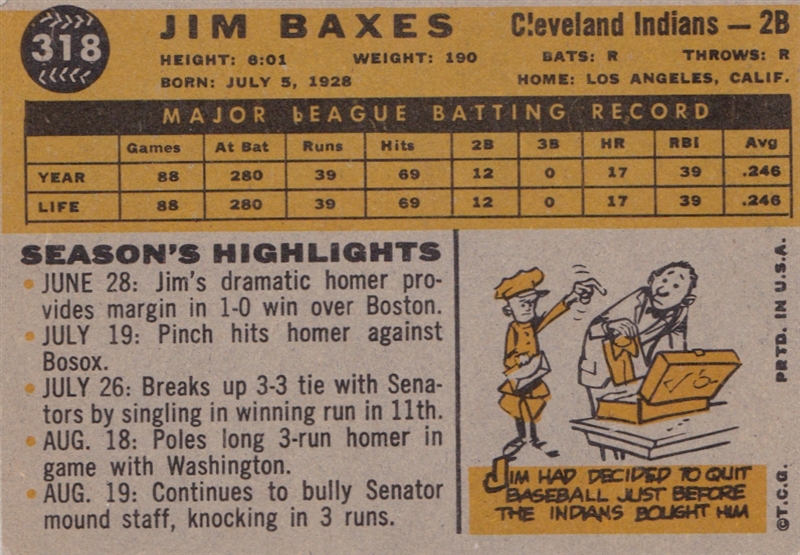 318
JIM BAXES
Cleveland Indians — 2B
HEIGHT: 6:01 WEIGHT: 190 BATS: R THROWS: R
BORN: JULY 5, 1928 HOME: LOS ANGELES, CALIF.
MAJOR LEAGUE BATTING RECORD
Games At Bat Runs Hits 2B 3B HR RBI Avg
YEAR 88 280 39 69 12 0 17 39 .246
LIFE 88 280 39 69 12 0 17 39 .246
SEASON'S HIGHLIGHTS
• JUNE 28: Jim's dramatic homer pro-
vides margin in 1-0 win over Boston.
• JULY 19: Pinch hits homer against
Bosox.
• JULY 26: Breaks up 3-3 tie with Sena-
tors by singling in winning run in 11th.
• AUG. 18: Poles long 3-run homer in
game with Washington.
• AUG. 19: Continues to bully Senator
mound staff, knocking in 3 runs.
JIM HAD DECIDED TO QUIT
BASEBALL JUST BEFORE
THE INDIANS BOUGHT HIM
©T.C.G. PRTD. IN U.S.A.